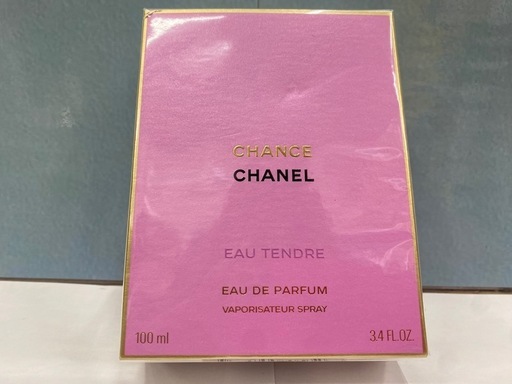 CHANCE
CHANEL
EAU TENDRE
EAU DE PARFUM
VAPORISATEUR SPRAY
100 ml 3.4 FL.OZ.